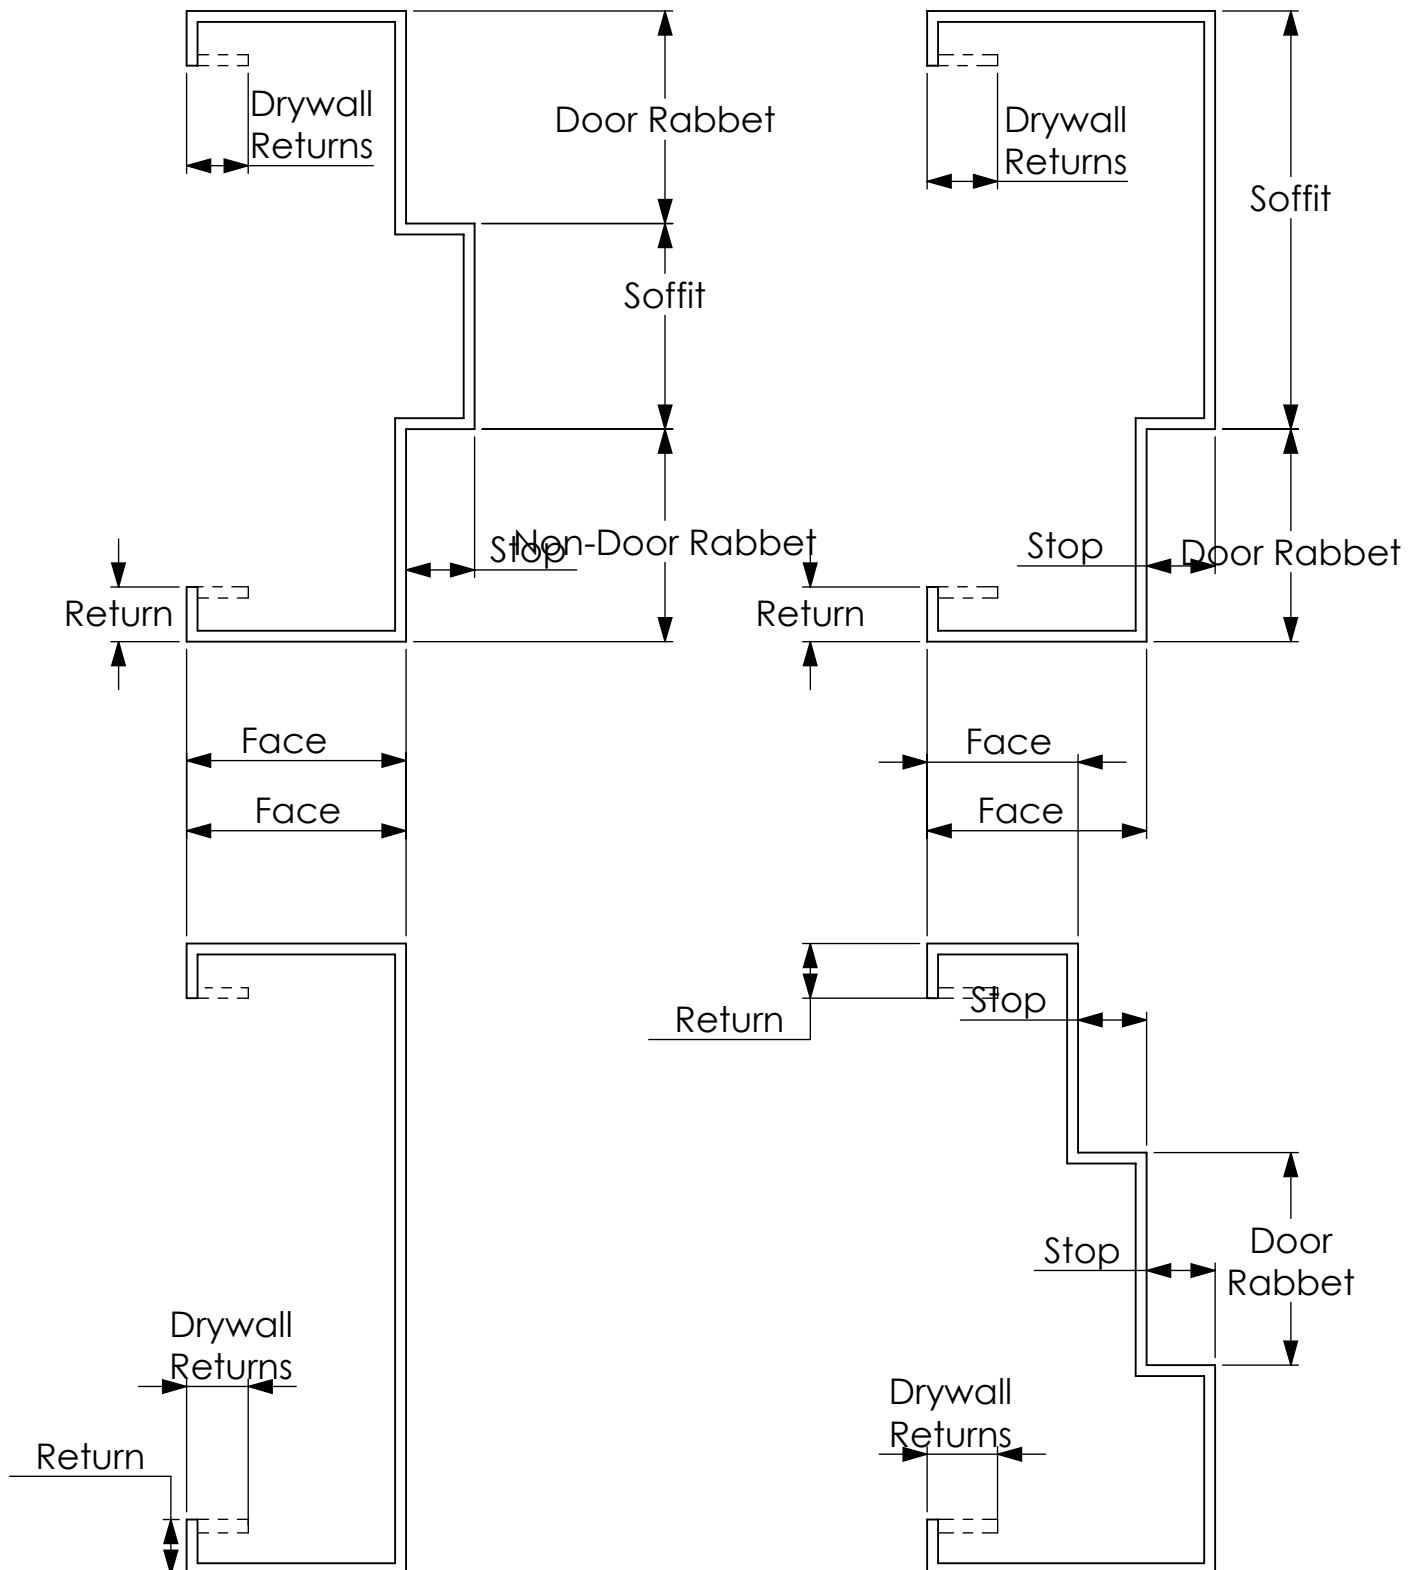 Drywall
Returns
Door Rabbet
Soffit
Non-Door Rabbet
Stop
Return
Face
Face
Drywall
Returns
Soffit
Stop
Door Rabbet
Return
Face
Face
Drywall
Returns
Return
Return
Stop
Stop
Door
Rabbet
Drywall
Returns